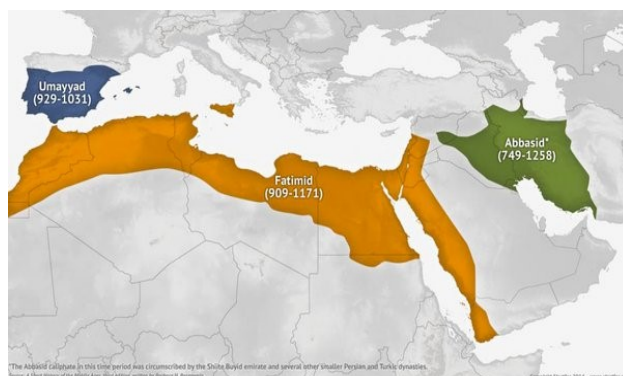 Umayyad
(929-1031)
Abbasid*
(749-1258)
Fatimid
(909-1171)
*The Abbasid caliphate in this time period was circumscribed by the Shiite Buyid emirate and several other smaller Persian and Turkic dynasties.